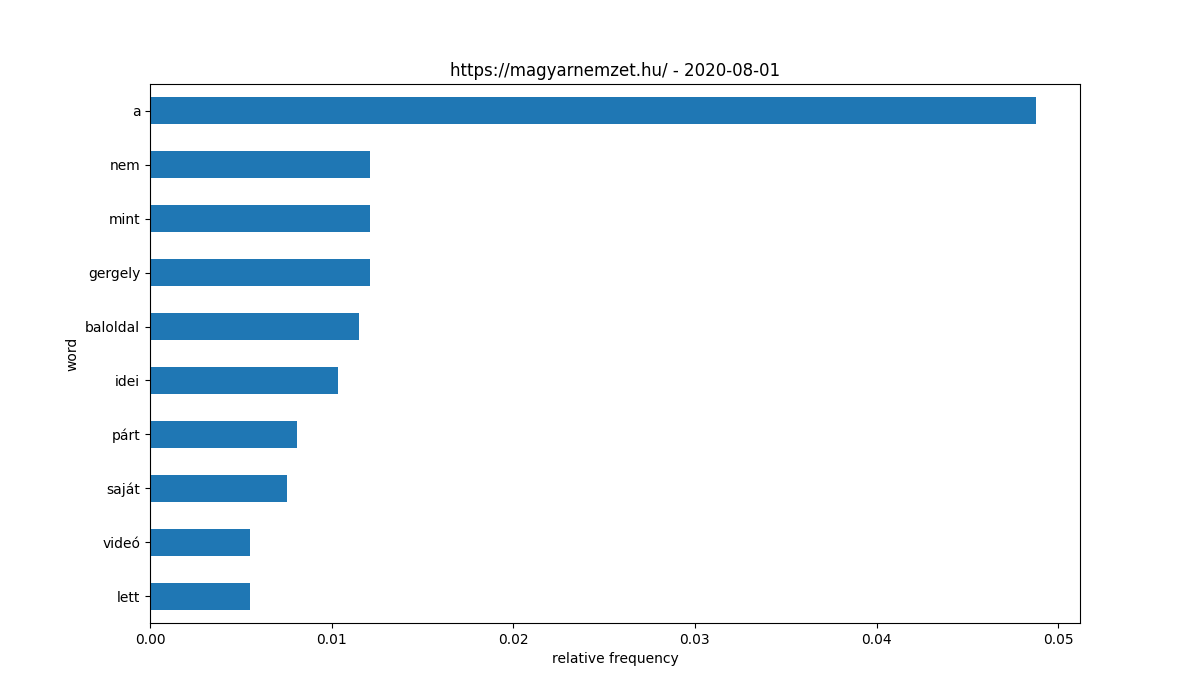 https://magyarnemzet.hu/ - 2020-08-01
word
a
nem
mint
gergely
baloldal
idei
párt
saját
videó
lett
0.00 0.01 0.02 0.03 0.04 0.05
relative frequency